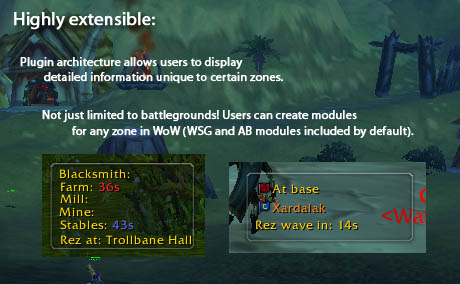 Highly extensible:
Plugin architecture allows users to display
detailed information unique to certain zones.
Not just limited to battlegrounds! Users can create modules
for any zone in WoW (WSG and AB modules included by default).
Blacksmith:
Farm: 36s
Mill:
Mine:
Stables: 43s
Rez at: Trollbane Hall
At base
Xardalak
Rez wave in: 14s
<Wa